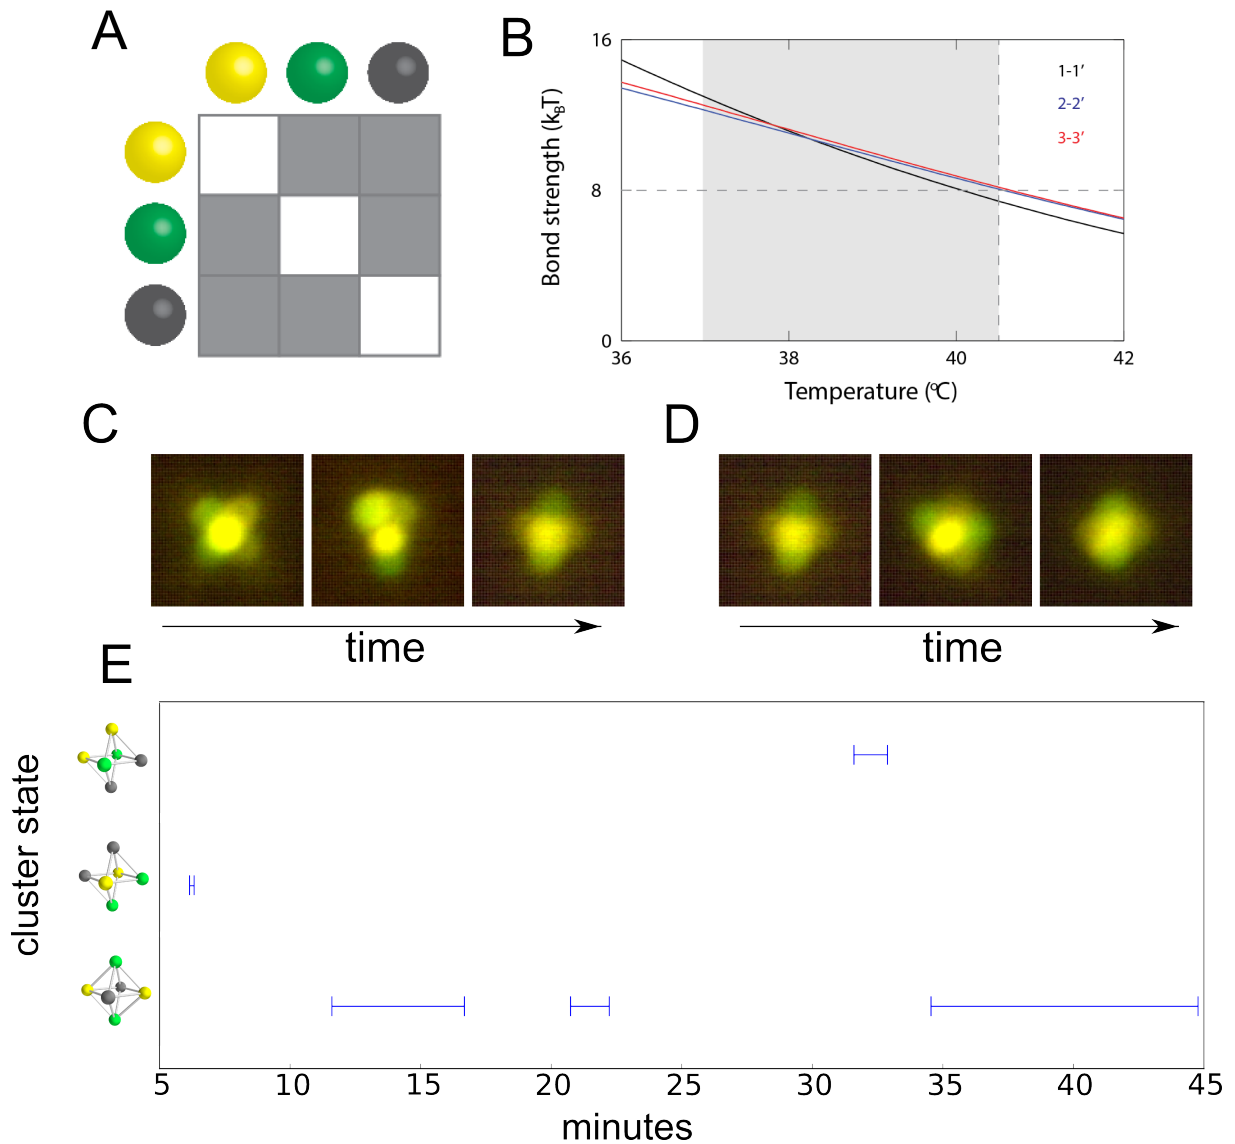 A
B
16
8
0
Bond strength (kBT)
1-1′
2-2′
3-3′
36
38
40
42
Temperature (ºC)
C
D
time
time
E
cluster state
5
10
15
20
25
30
35
40
45
minutes